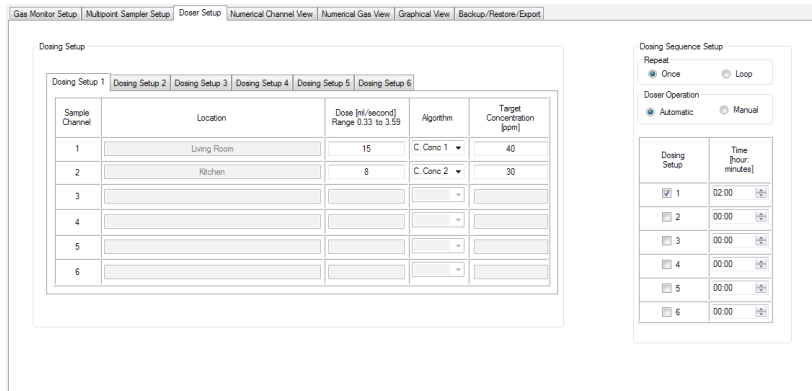 Gas Monitor Setup Multipoint Sampler Setup Doser Setup Numerical Channel View Numerical Gas View Graphical View Backup/Restore/Export
Dosing Setup
Dosing Setup 1 Dosing Setup 2 Dosing Setup 3 Dosing Setup 4 Dosing Setup 5 Dosing Setup 6
Sample
Channel
Location
Dose [ml/second]
Range 0.33 to 3.59
Algorithm
Target
Concentration
[ppm]
1 Living Room 15 C. Conc 1 40
2 Kitchen 8 C. Conc 2 30
3
4
5
6
Dosing Sequence Setup
Repeat
Once Loop
Doser Operation
Automatic Manual
Dosing
Setup
Time
[hour:
minutes]
1 02:00
2 00:00
3 00:00
4 00:00
5 00:00
6 00:00